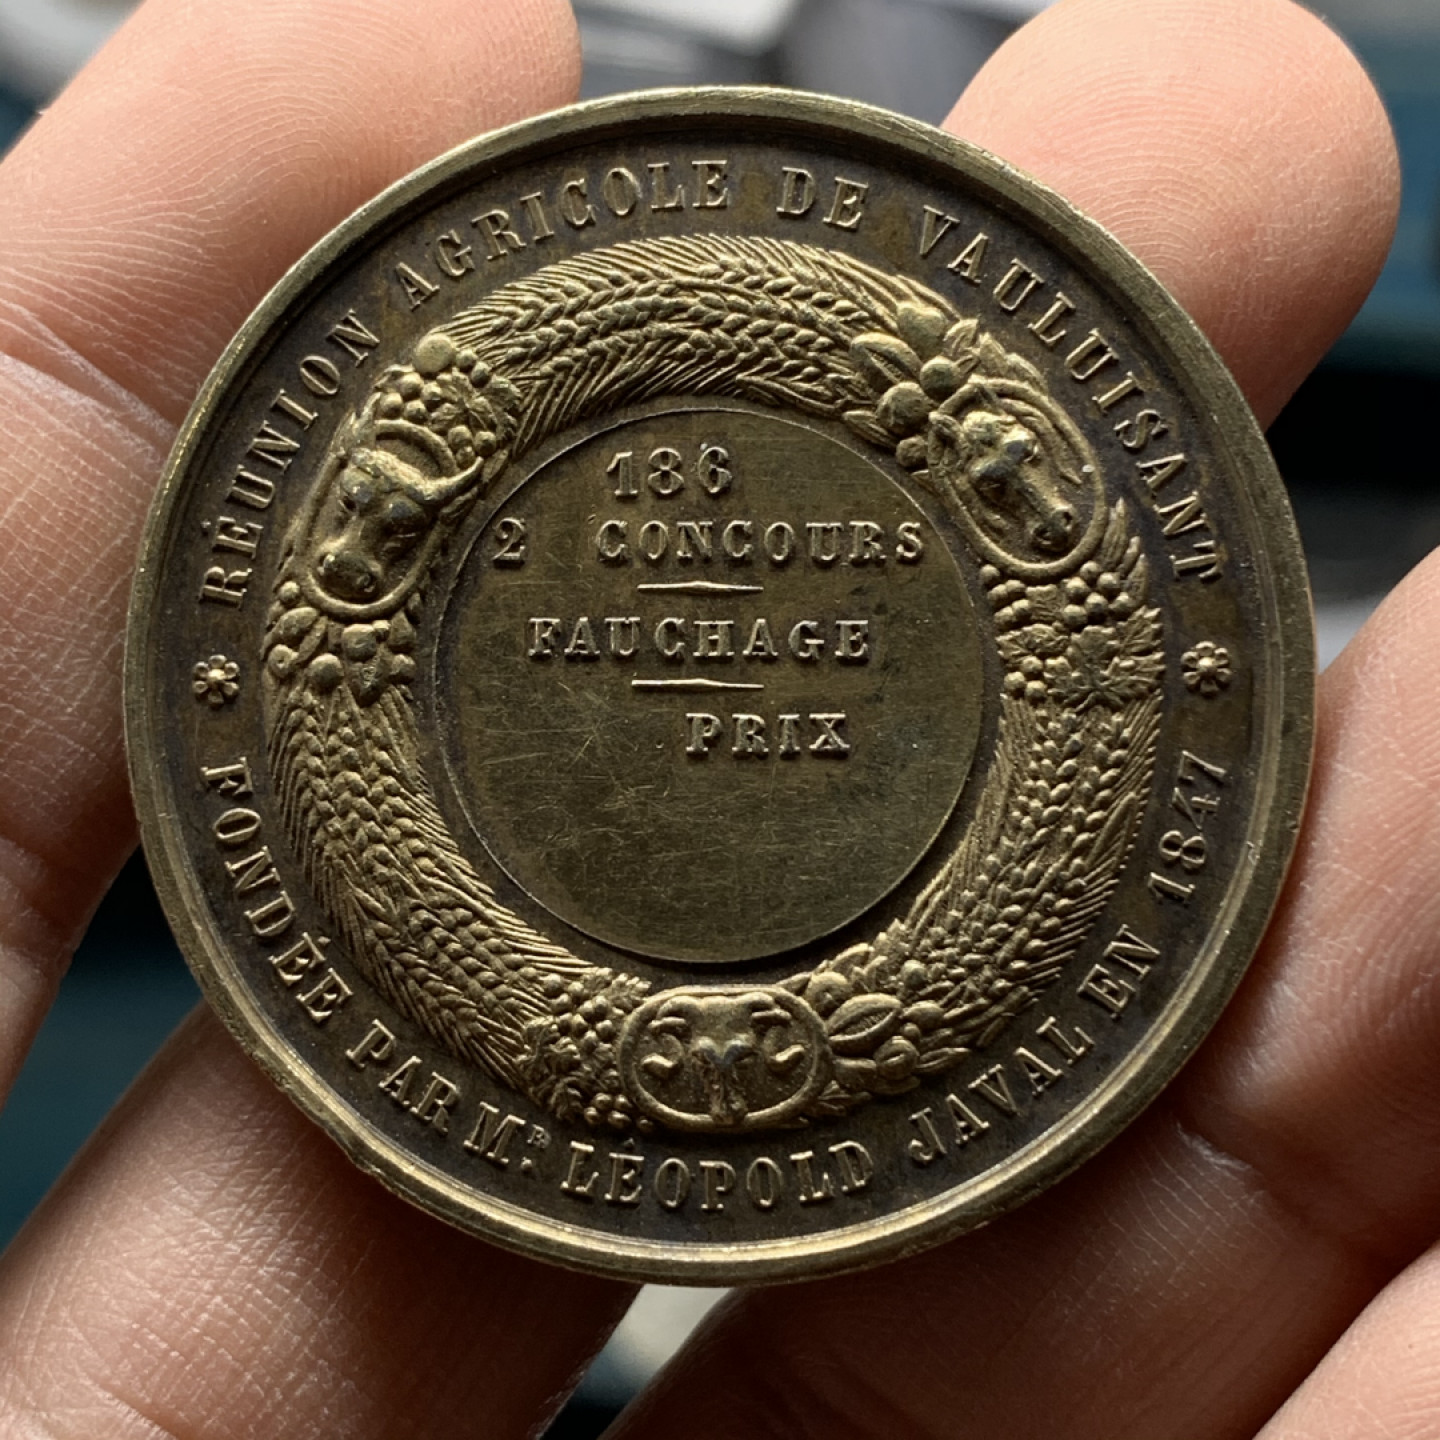 RÉUNION AGRICOLE DE VAULUISANT
186
2 CONCOURS
FAUCHAGE
PRIX
FONDÉE PAR MR. LÉOPOLD JAVAL EN 1847